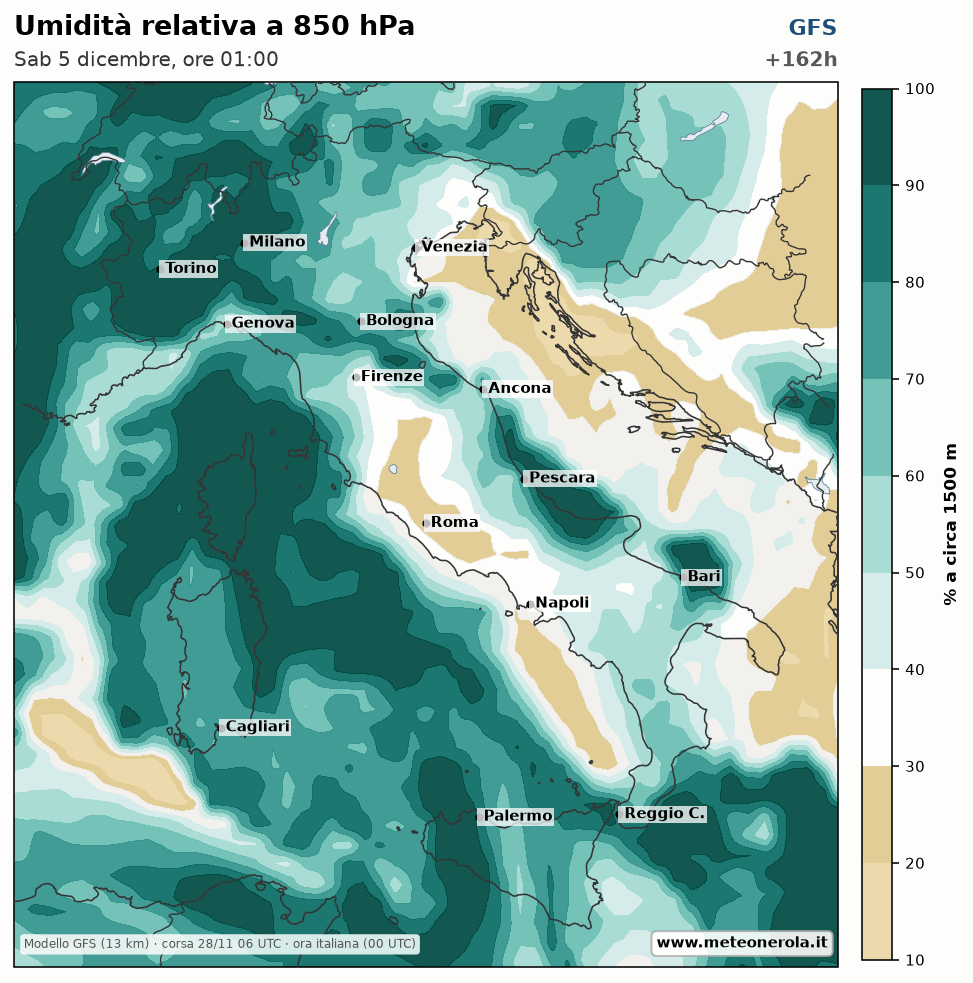 Umidità relativa a 850 hPa
GFS
Sab 5 dicembre, ore 01:00
+162h
100
90
80
70
60
50
40
30
20
10
% a circa 1500 m
Milano
Venezia
Torino
Genova
Bologna
Firenze
Ancona
Pescara
Roma
Bari
Napoli
Cagliari
Palermo
Reggio C.
Modello GFS (13 km) · corsa 28/11 06 UTC · ora italiana (00 UTC)
www.meteonerola.it